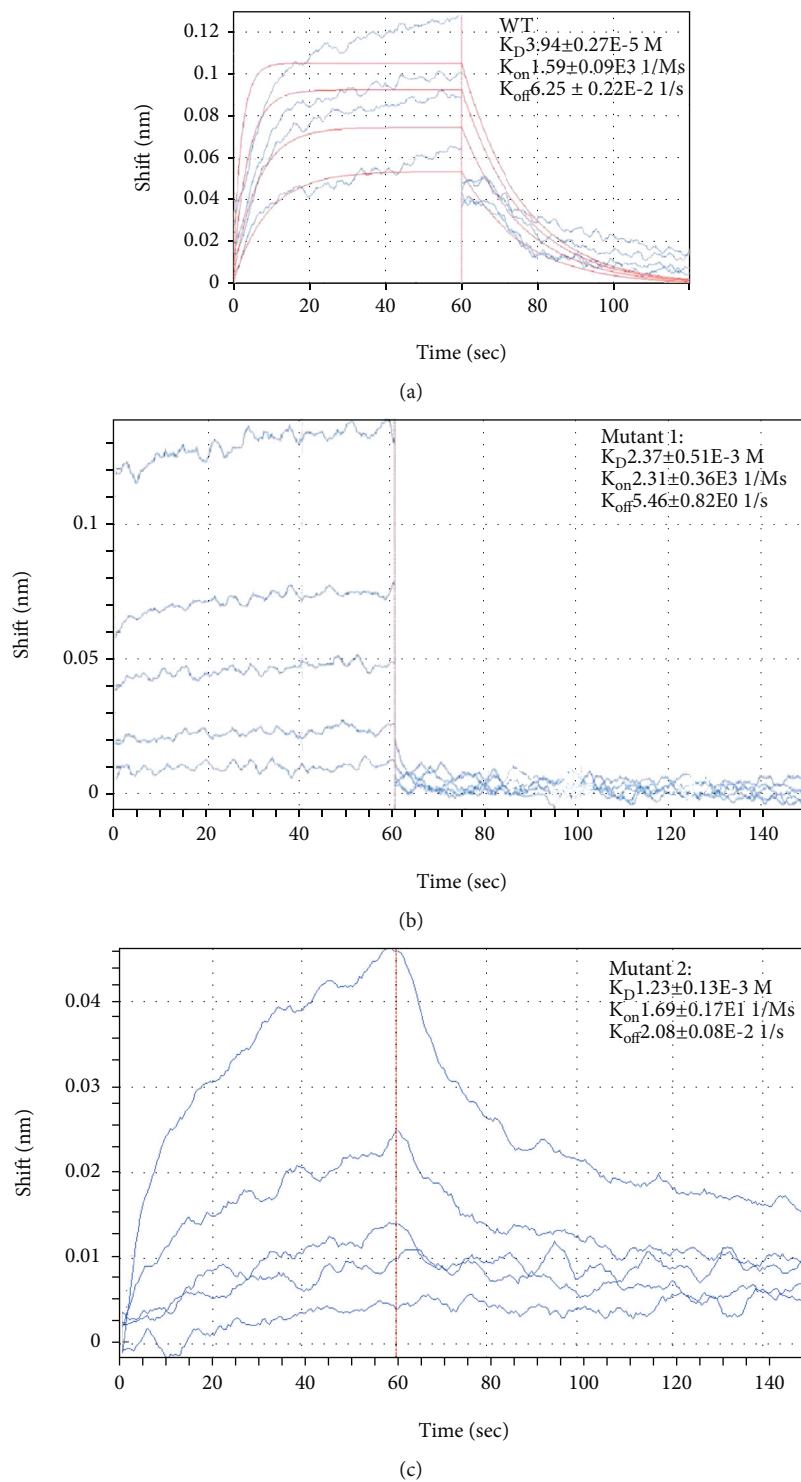 0.12
0.1
0.08
0.06
0.04
0.02
0
Shift (nm)
WT
KD3.94±0.27E-5 M
Kon1.59±0.09E3 1/Ms
Koff6.25 ± 0.22E-2 1/s
0 20 40 60 80 100
Time (sec)
(a)
0.1
0.05
0
Shift (nm)
Mutant 1:
KD2.37±0.51E-3 M
Kon2.31±0.36E3 1/Ms
Koff5.46±0.82E0 1/s
0 20 40 60 80 100 120 140
Time (sec)
(b)
0.04
0.03
0.02
0.01
0
Shift (nm)
Mutant 2:
KD1.23±0.13E-3 M
Kon1.69±0.17E1 1/Ms
Koff2.08±0.08E-2 1/s
0 20 40 60 80 100 120 140
Time (sec)
(c)